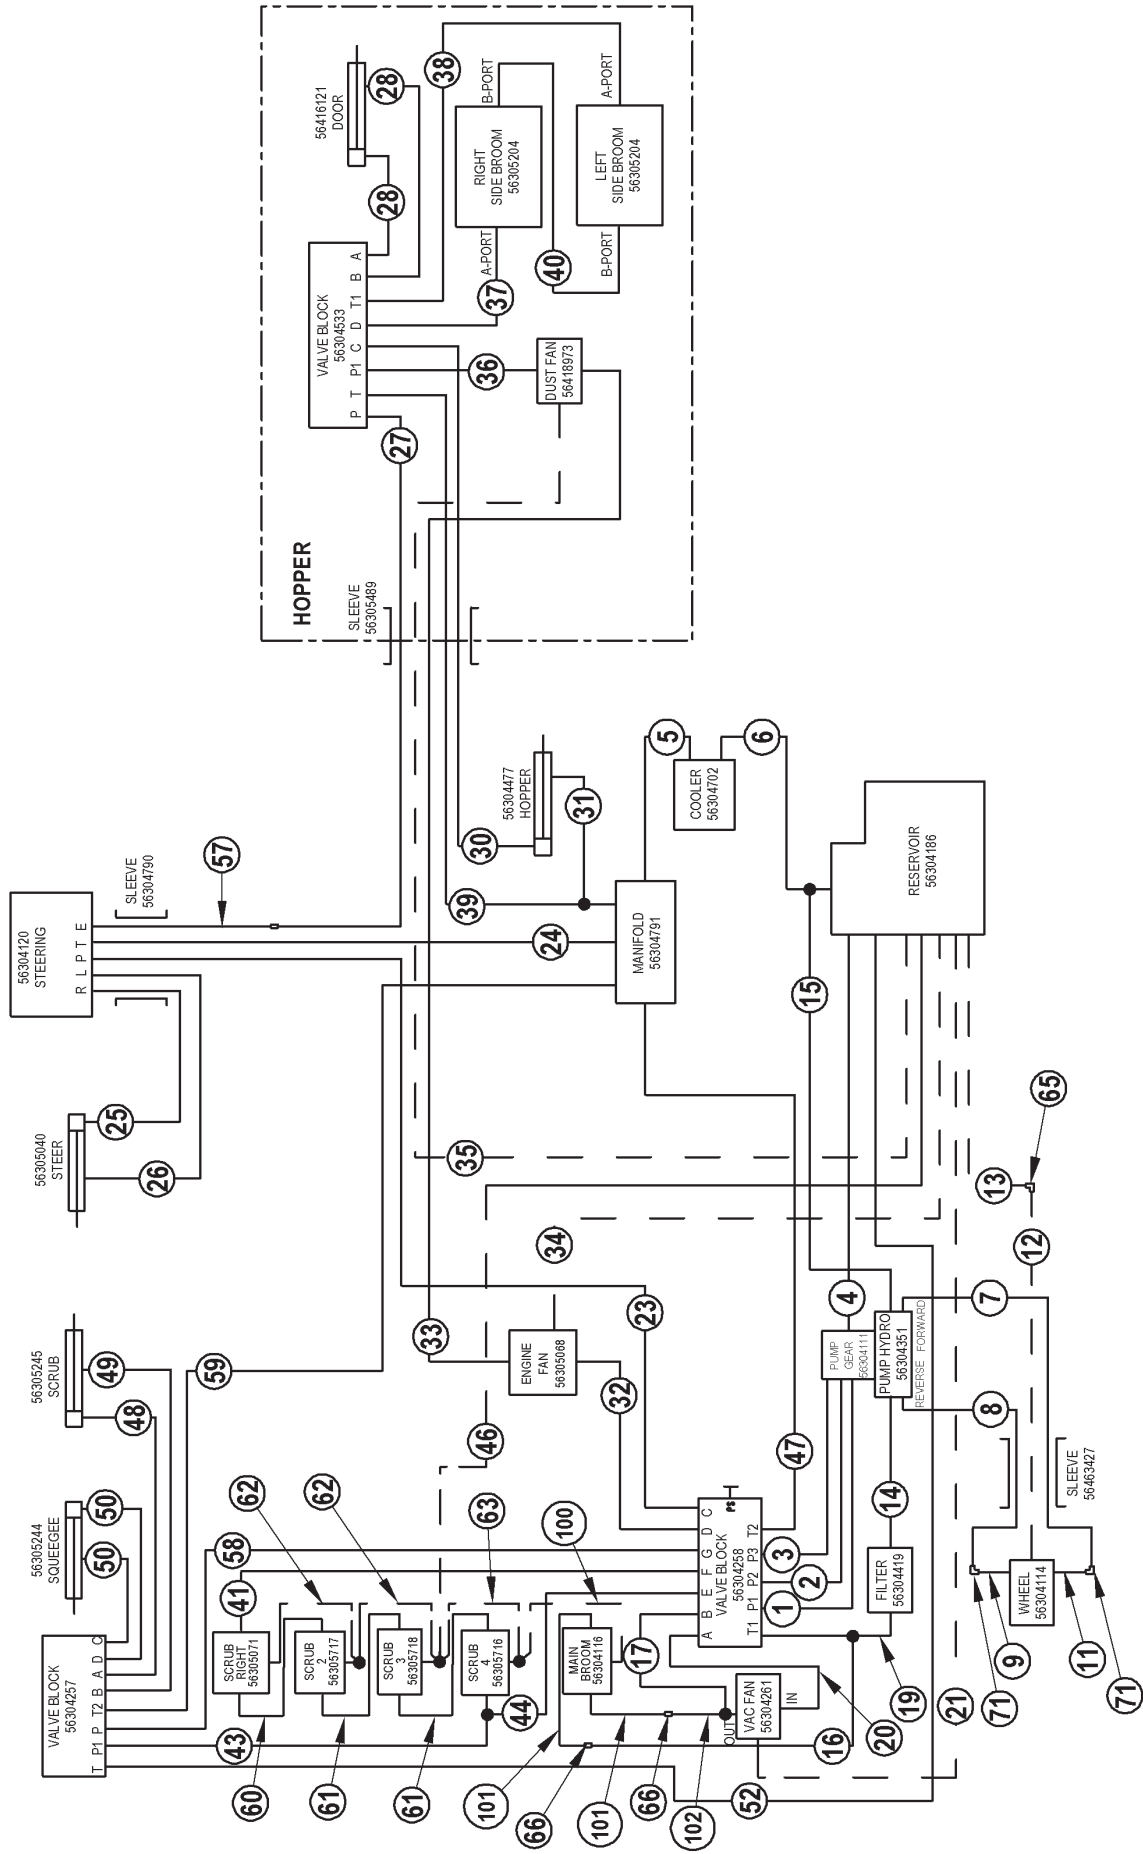 VALVE BLOCK
56304257
T P1 P T2 B A D C
56305244
SQUEEGEE
50
50
56305245
SCRUB
48
49
56305040
STEER
26
25
56304120
STEERING
R L P T E
SLEEVE
56304790
57
43
58
59
41
SCRUB
RIGHT
56305071
60
62
SCRUB
2
56305717
61
62
SCRUB
3
56305718
61
63
SCRUB
4
56305716
44
46
101
100
66
MAIN
BROOM
56304116
101
66
102
17
OUT
VAC FAN
56304261
IN
52
16
20
19
21
A B E F G D C
VALVE BLOCK
56304258
T1 P1 P2 P3 T2
PS
1
2
3
47
33
ENGINE
FAN
56305068
32
23
34
35
24
39
30
56304477
HOPPER
31
MANIFOLD
56304791
5
COOLER
56304702
6
15
RESERVOIR
56304186
4
PUMP
GEAR
56304111
PUMP HYDRO
56304351
REVERSE FORWARD
14
FILTER
56304419
8
7
SLEEVE
56463427
71
9
WHEEL
56304114
11
71
12
13
65
HOPPER
SLEEVE
56305489
VALVE BLOCK
56304533
P T P1 C D T1 B A
27
28
56416121
DOOR
28
38
36
DUST FAN
56418973
37
A-PORT
RIGHT
SIDE BROOM
56305204
B-PORT
40
B-PORT
LEFT
SIDE BROOM
56305204
A-PORT